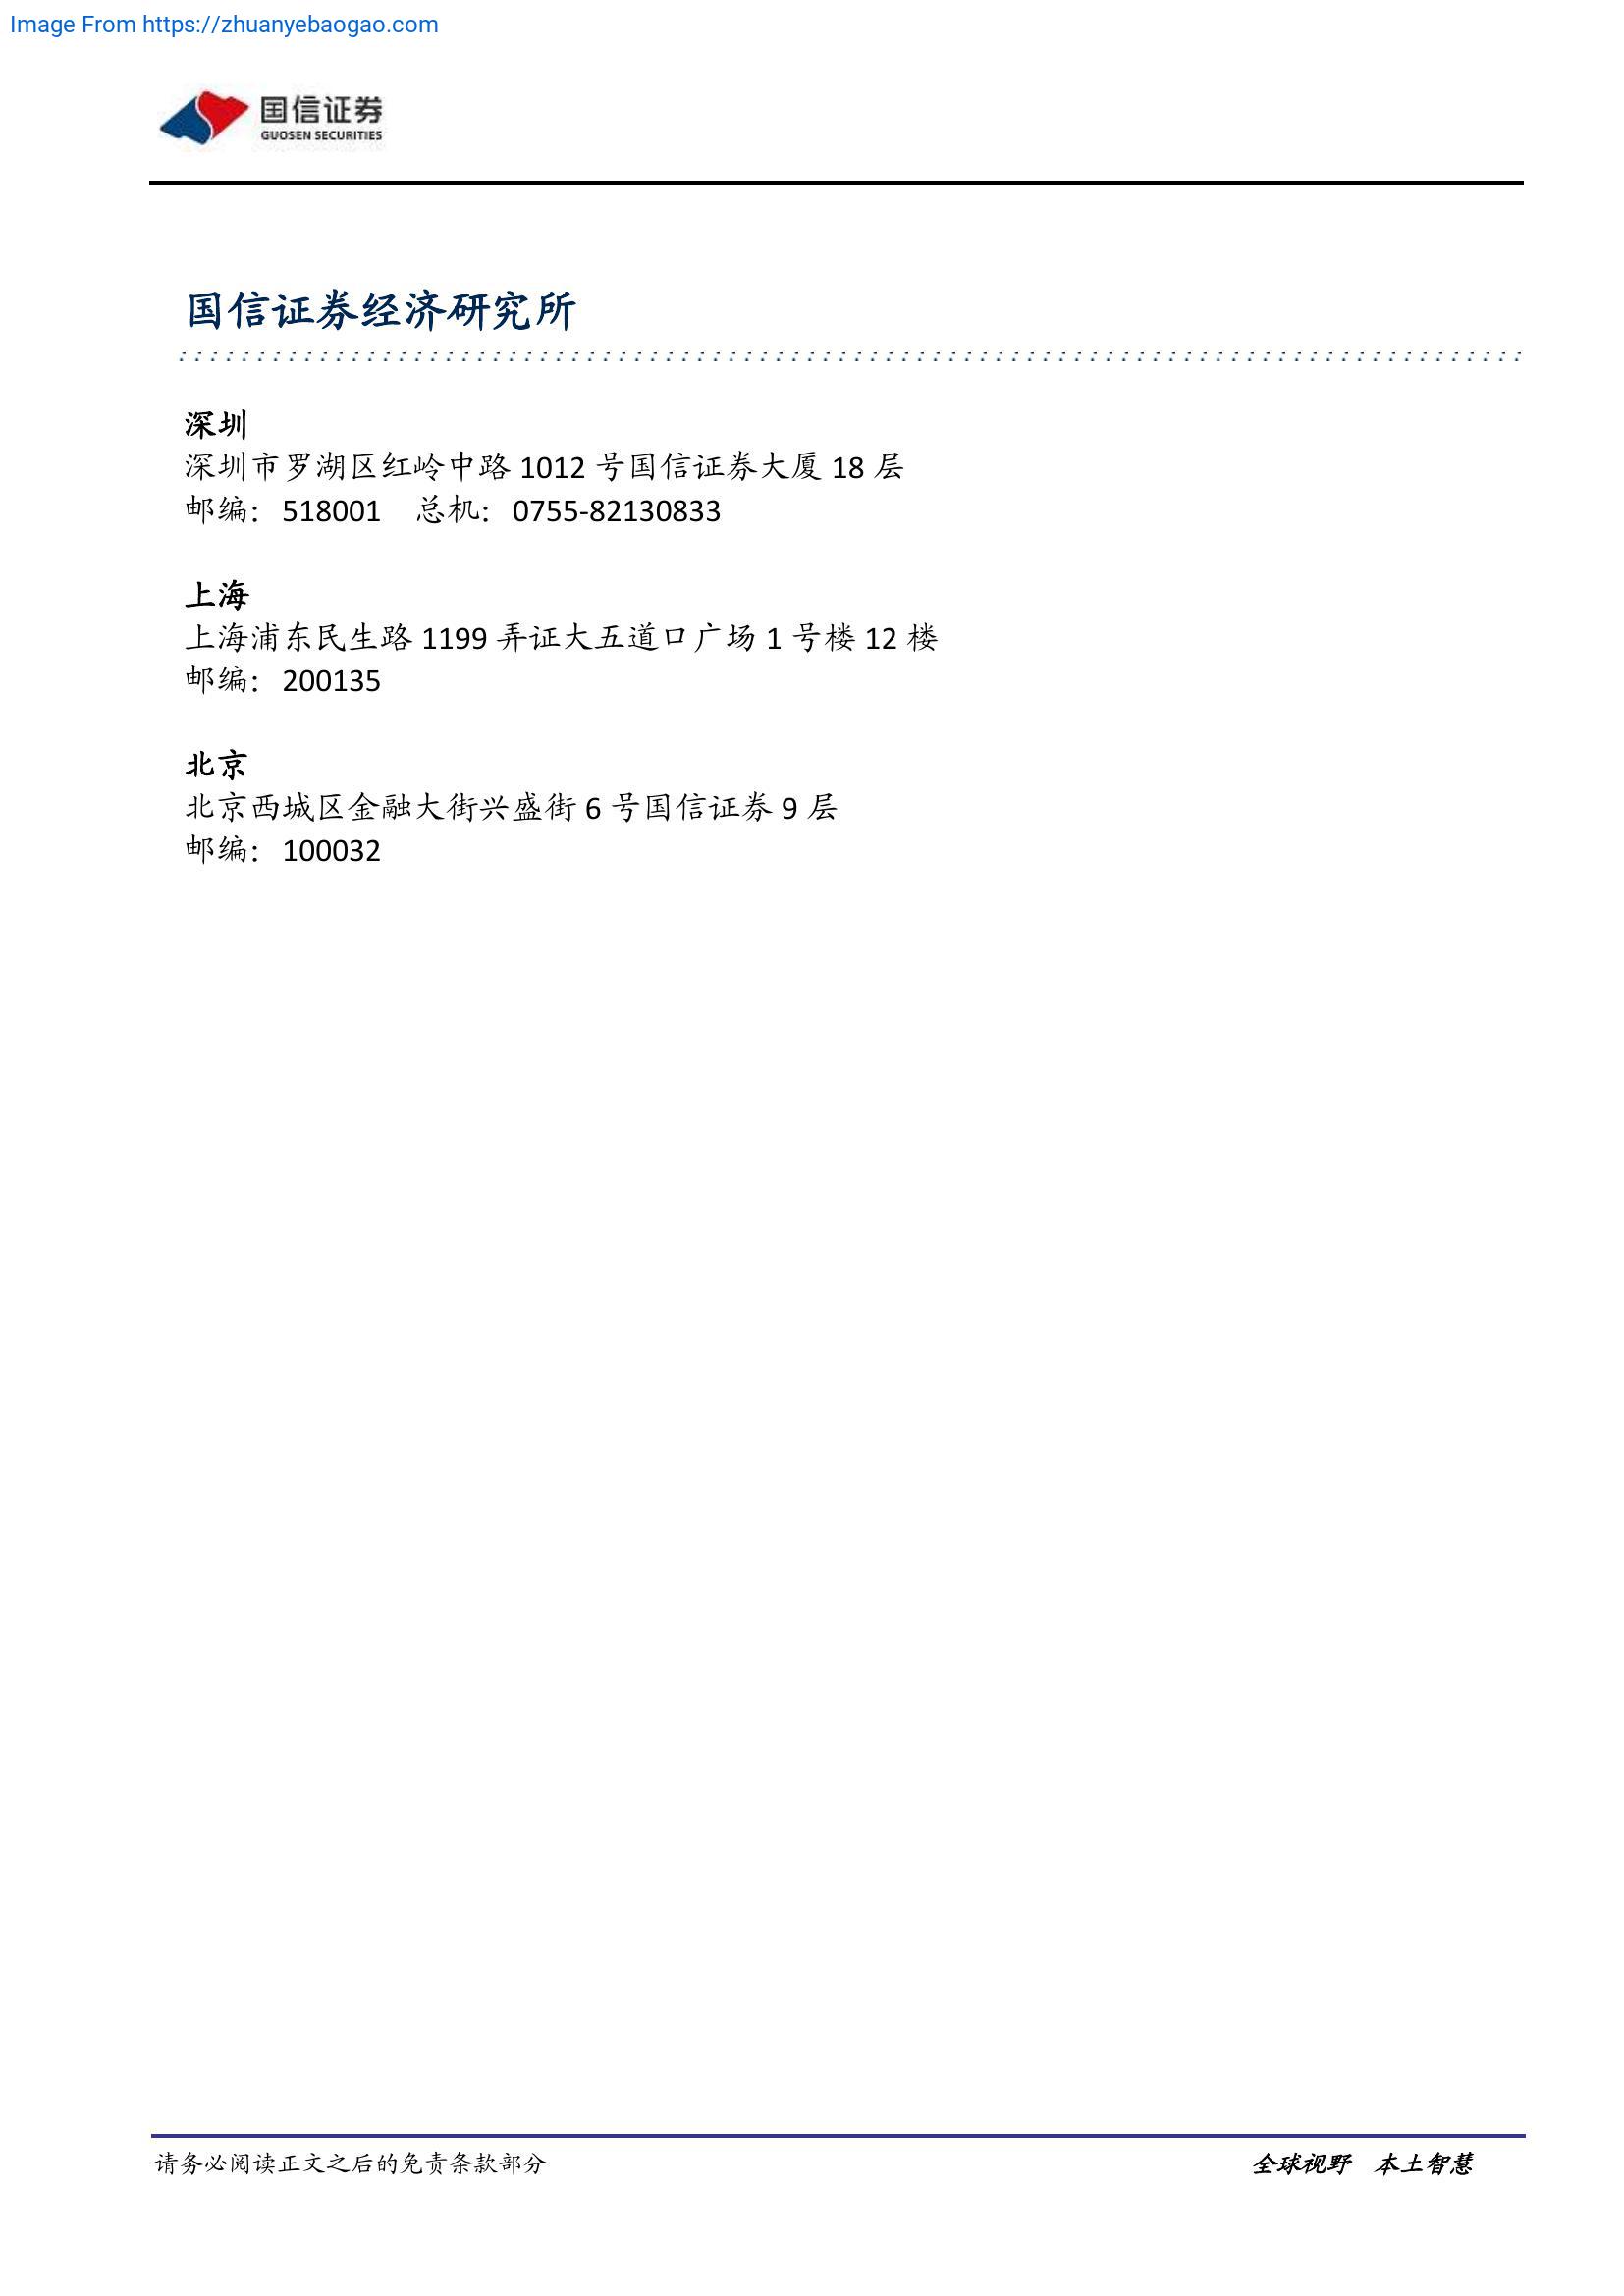 Image From https://zhuanyebaogao.com
国信证券
GUOSEN SECURITIES
国信证券经济研究所
深圳
深圳市罗湖区红岭中路 1012 号国信证券大厦 18 层
邮编：518001 总机：0755-82130833
上海
上海浦东民生路 1199 弄证大五道口广场 1 号楼 12 楼
邮编：200135
北京
北京西城区金融大街兴盛街 6 号国信证券 9 层
邮编：100032
请务必阅读正文之后的免责条款部分 全球视野 本土智慧